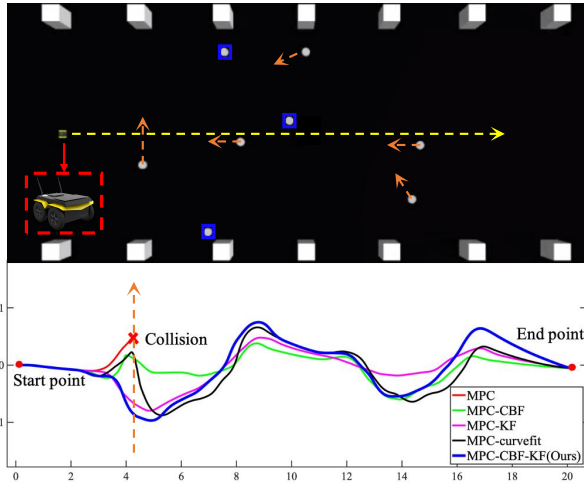 1
Collision
End point
0
Start point
1
MPC
MPC-CBF
MPC-KF
MPC-curvefit
MPC-CBF-KF(Ours)
0 2 4 6 8 10 12 14 16 18 20